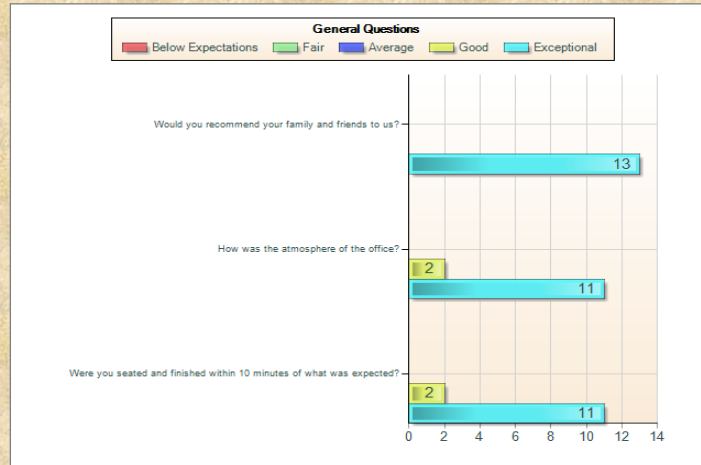 General Questions
Below Expectations Fair Average Good Exceptional
Would you recommend your family and friends to us?
13
How was the atmosphere of the office?
2
11
Were you seated and finished within 10 minutes of what was expected?
2
11
0 2 4 6 8 10 12 14